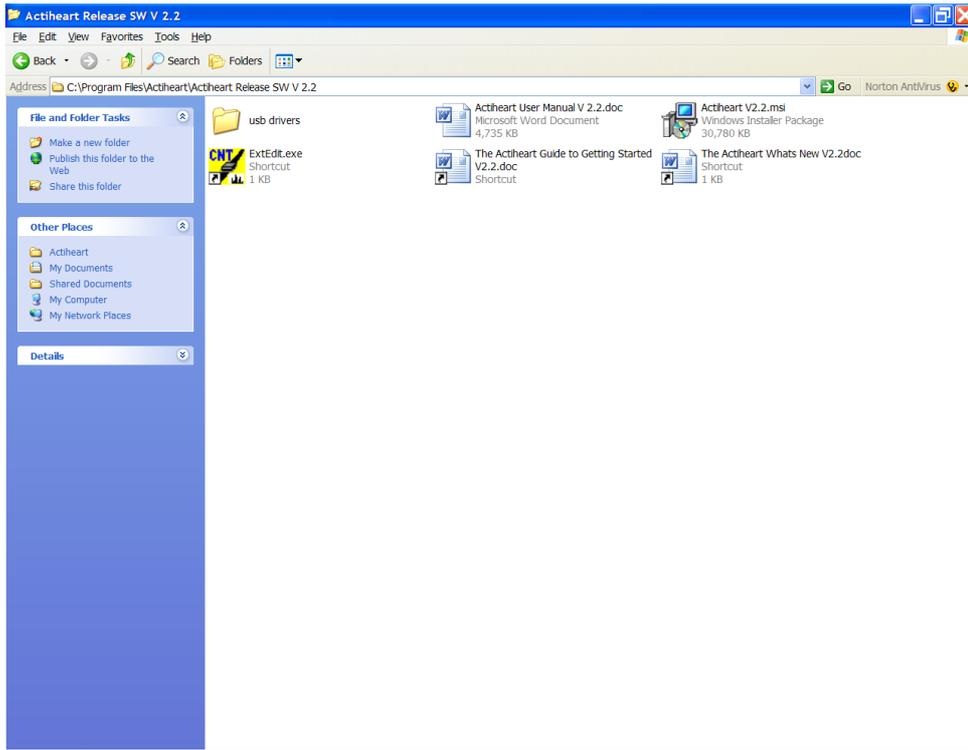 Actiheart Release SW V 2.2
File Edit View Favorites Tools Help
Back Search Folders
Address C:\Program Files\Actiheart\Actiheart Release SW V 2.2 Go Norton AntiVirus
File and Folder Tasks
Make a new folder
Publish this folder to the
Web
Share this folder
Other Places
Actiheart
My Documents
Shared Documents
My Computer
My Network Places
Details
usb drivers
Actiheart User Manual V 2.2.doc
Microsoft Word Document
4,735 KB
Actiheart V2.2.msi
Windows Installer Package
30,780 KB
CNT
ExtEdit.exe
Shortcut
1 KB
The Actiheart Guide to Getting Started
V2.2.doc
Shortcut
The Actiheart Whats New V2.2doc
Shortcut
1 KB